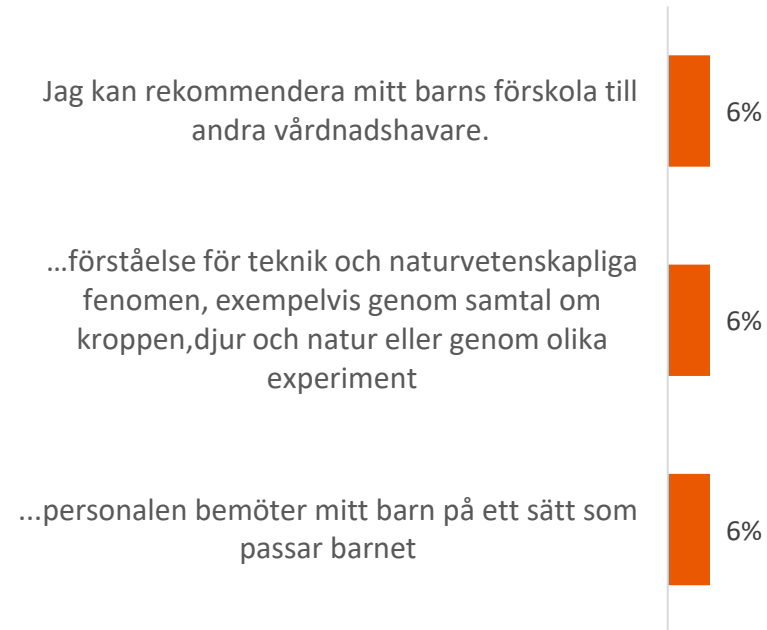 Jag kan rekommendera mitt barns förskola till
andra vårdnadshavare.
6%
…förståelse för teknik och naturvetenskapliga
fenomen, exempelvis genom samtal om
kroppen,djur och natur eller genom olika
experiment
6%
...personalen bemöter mitt barn på ett sätt som
passar barnet
6%